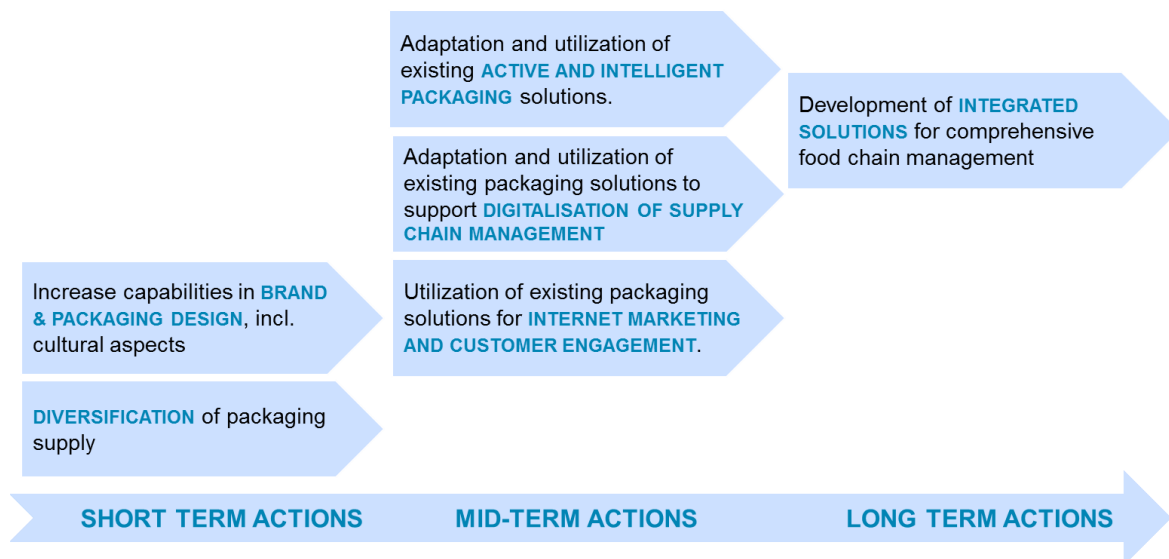 Adaptation and utilization of
existing ACTIVE AND INTELLIGENT
PACKAGING solutions.
Development of INTEGRATED
SOLUTIONS for comprehensive
food chain management
Adaptation and utilization of
existing packaging solutions to
support DIGITALISATION OF SUPPLY
CHAIN MANAGEMENT
Increase capabilities in BRAND
& PACKAGING DESIGN, incl.
cultural aspects
Utilization of existing packaging
solutions for INTERNET MARKETING
AND CUSTOMER ENGAGEMENT.
DIVERSIFICATION of packaging
supply
SHORT TERM ACTIONS
MID-TERM ACTIONS
LONG TERM ACTIONS